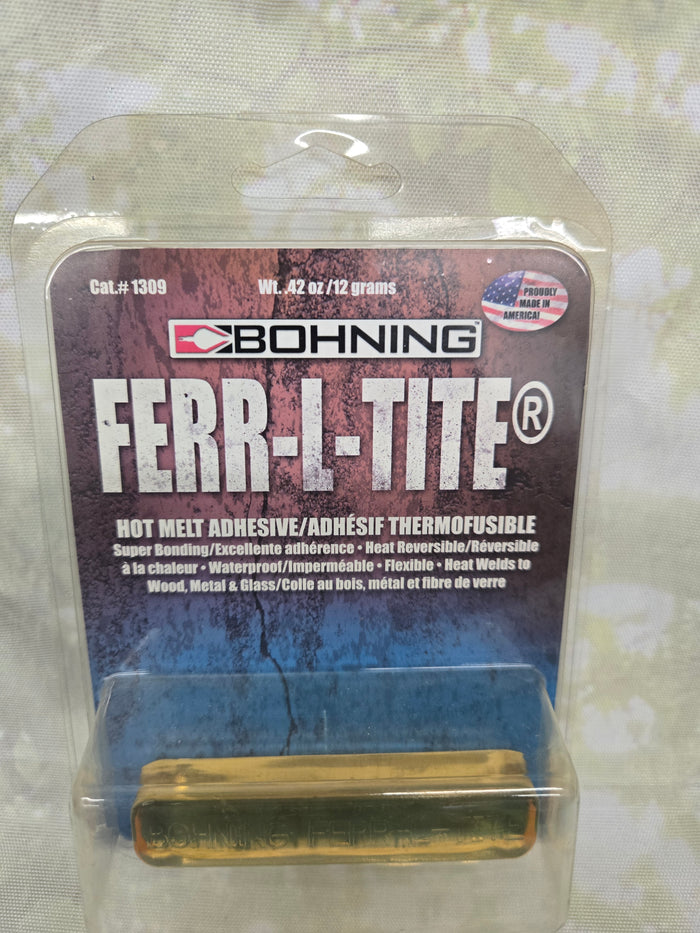 Cat.# 1309 Wt. .42 oz /12 grams
PROUDLY
MADE IN
AMERICA!
BOHNING™
FERR-L-TITE®
HOT MELT ADHESIVE/ADHÉSIF THERMOFUSIBLE
Super Bonding/Excellente adhérence • Heat Reversible/Réversible
à la chaleur • Waterproof/Imperméable • Flexible • Heat Welds to
Wood, Metal & Glass/Colle au bois, métal et fibre de verre
BOHNING FERR-L-TITE